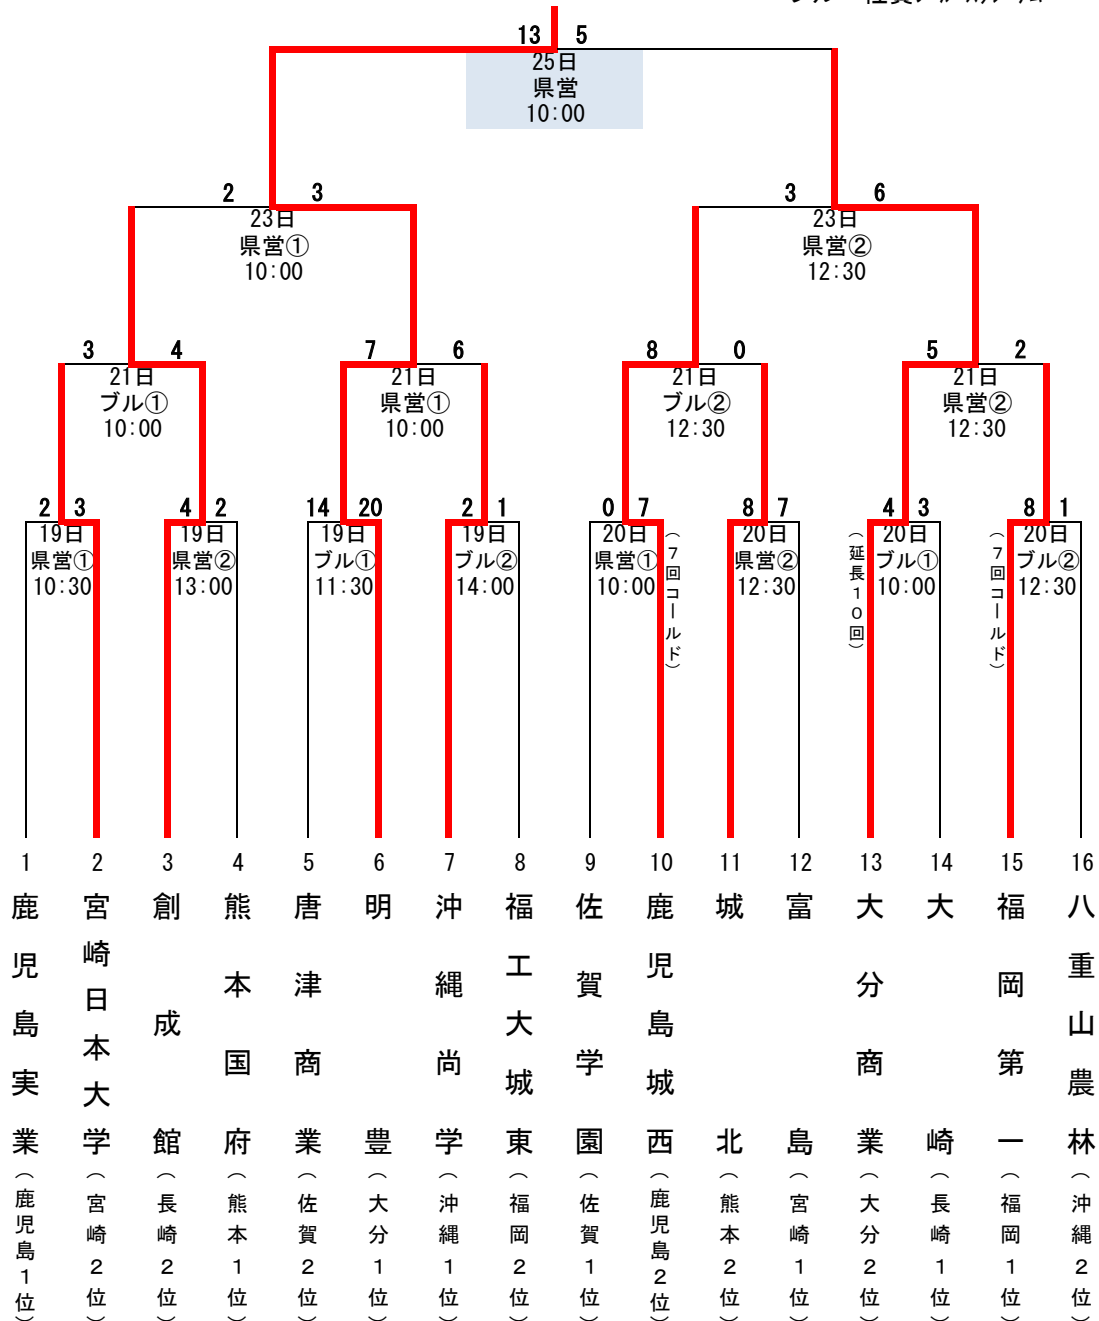 13 5
25日
県営
10:00
2 3
23日
県営①
10:00
3 6
23日
県営②
12:30
3 4
21日
ブル①
10:00
7 6
21日
県営①
10:00
8 0
21日
ブル②
12:30
5 2
21日
県営②
12:30
2 3
19日
県営①
10:30
4 2
19日
県営②
13:00
14 20
19日
ブル①
11:30
2 1
19日
ブル②
14:00
0 7
20日
県営①
10:00
（7回コールド）
8 7
20日
県営②
12:30
4 3
20日
ブル①
10:00
（延長10回）
8 1
20日
ブル②
12:30
（7回コールド）
1 鹿児島実業（鹿児島1位）
2 宮崎日本大学（宮崎2位）
3 創成館（長崎2位）
4 熊本国府（熊本1位）
5 唐津商業（佐賀2位）
6 明豊（大分1位）
7 沖縄尚学（沖縄1位）
8 福工大城東（福岡2位）
9 佐賀学園（佐賀1位）
10 鹿児島城西（鹿児島2位）
11 城北（熊本2位）
12 富島（宮崎1位）
13 大分商業（大分2位）
14 大崎（長崎1位）
15 福岡第一（福岡1位）
16 八重山農林（沖縄2位）